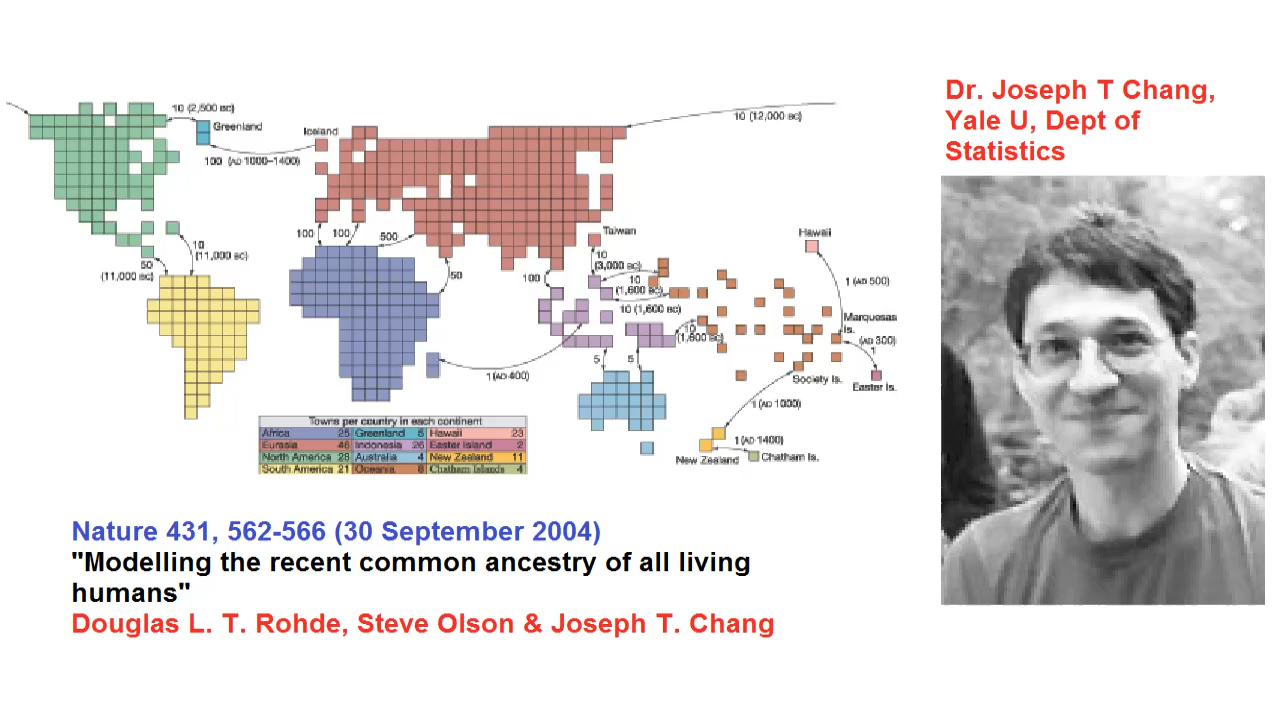 10 (2,500 BC)
Greenland
Iceland
100 (AD 1000–1400)
10 (12,000 BC)
Dr. Joseph T Chang,
Yale U, Dept of
Statistics
100
100
500
10
(11,000 BC)
50
(11,000 BC)
50
100
Taiwan
10
(3,000 BC)
10
(1,600 BC)
10 (1,600 BC)
10
(1,600 BC)
Hawaii
1 (AD 500)
Marquesas
Is.
(AD 300)
1
Easter Is.
Society Is.
5
5
1(AD 400)
1 (AD 1000)
1(AD 1400)
New Zealand
Chatham Is.
Towns per country in each continent
Africa 25 Greenland 5 Hawaii 23
Eurasia 46 Indonesia 26 Easter Island 2
North America 28 Australia 4 New Zealand 11
South America 21 Oceania 8 Chatham Islands 4
Nature 431, 562-566 (30 September 2004)
"Modelling the recent common ancestry of all living
humans"
Douglas L. T. Rohde, Steve Olson & Joseph T. Chang